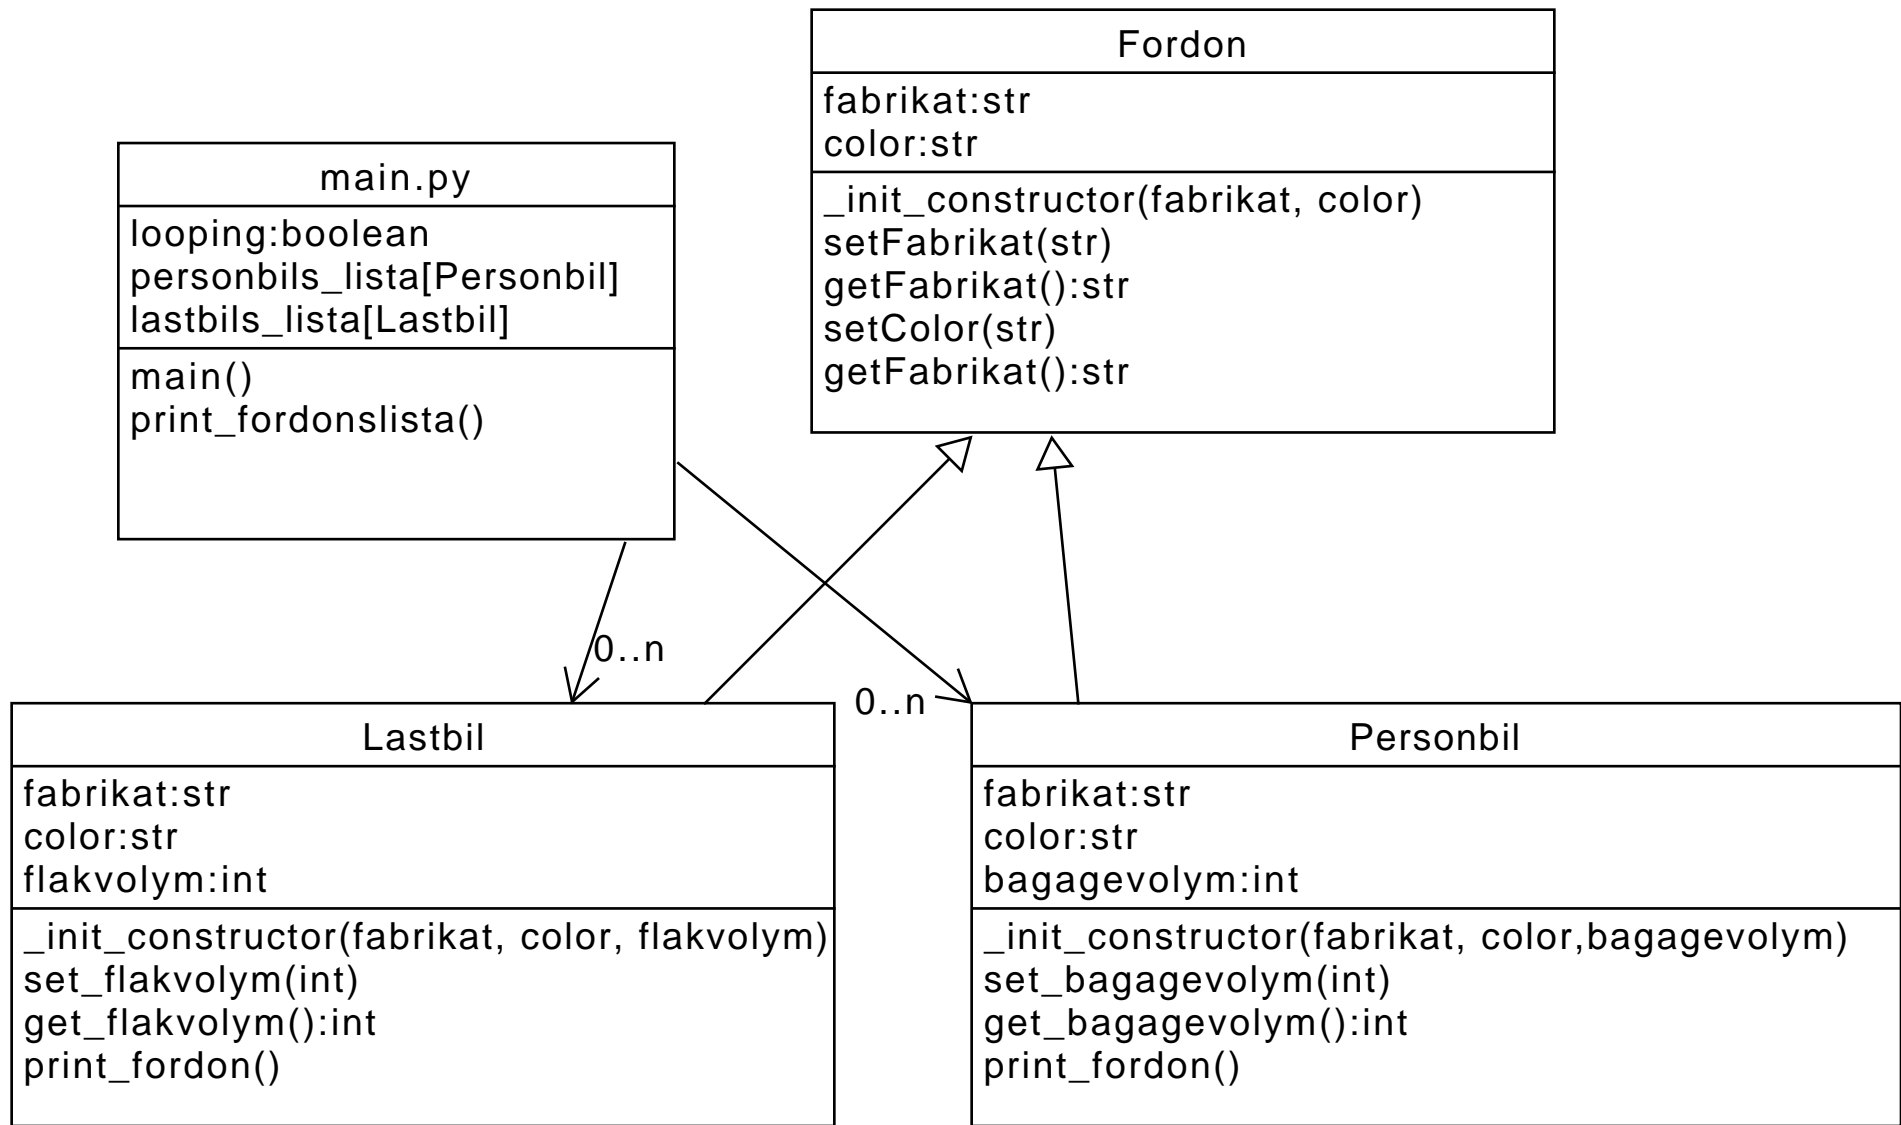 Fordon
fabrikat:str
color:str
_init_constructor(fabrikat, color)
setFabrikat(str)
getFabrikat():str
setColor(str)
getFabrikat():str
main.py
looping:boolean
personbils_lista[Personbil]
lastbils_lista[Lastbil]
main()
print_fordonslista()
0..n
0..n
Lastbil
fabrikat:str
color:str
flakvolym:int
_init_constructor(fabrikat, color, flakvolym)
set_flakvolym(int)
get_flakvolym():int
print_fordon()
Personbil
fabrikat:str
color:str
bagagevolym:int
_init_constructor(fabrikat, color,bagagevolym)
set_bagagevolym(int)
get_bagagevolym():int
print_fordon()